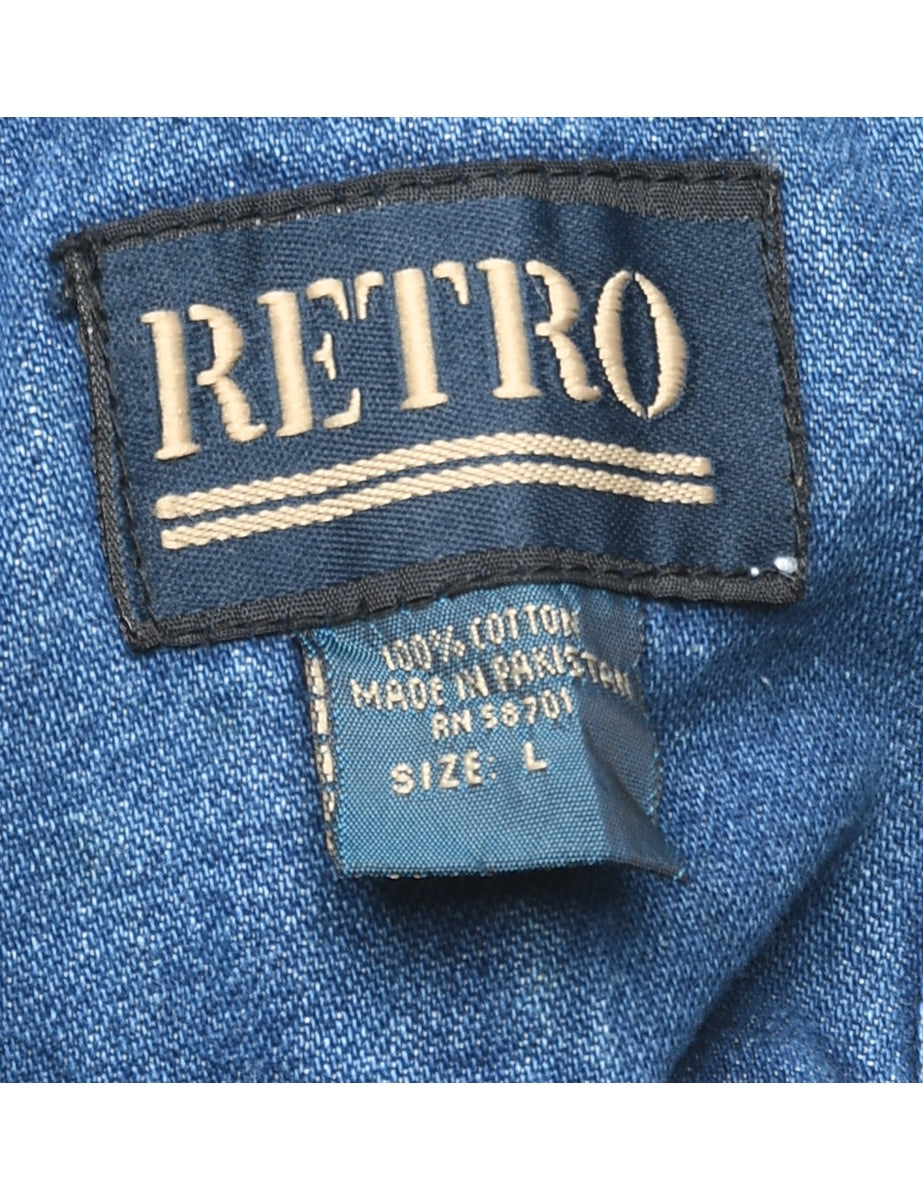 RETRO
100% COTTON
MADE IN PAKISTAN
RN 58701
SIZE: L